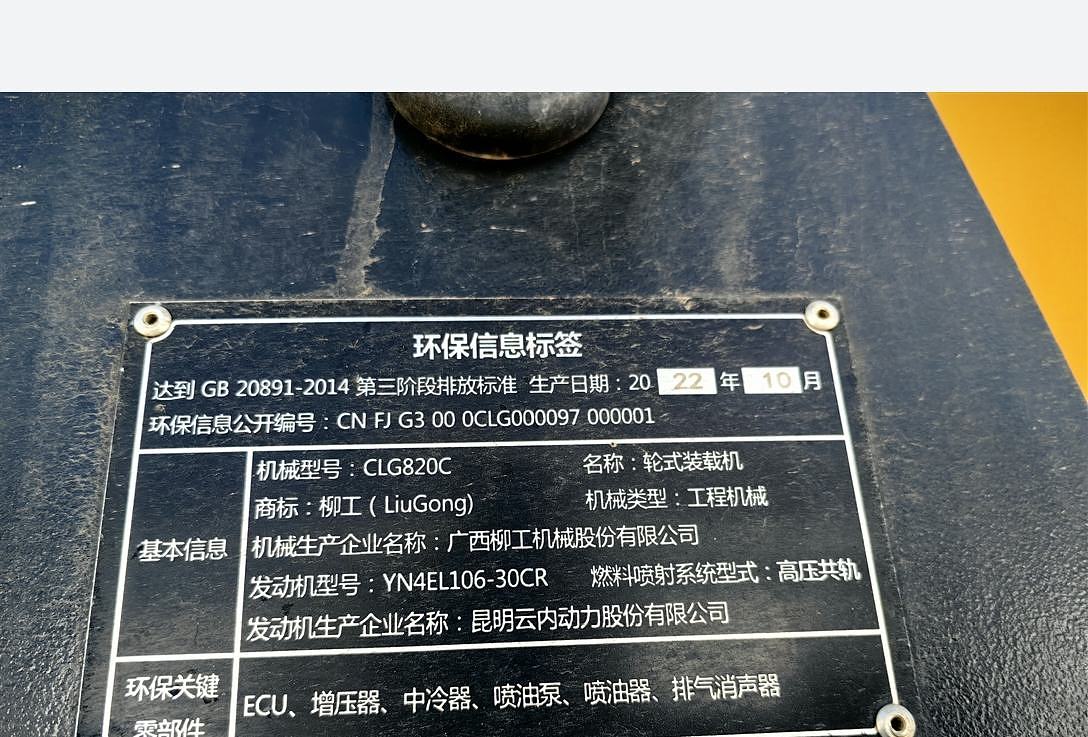 环保信息标签
达到 GB 20891-2014 第三阶段排放标准 生产日期：20 22 年 10 月
环保信息公开编号：CN FJ G3 00 0CLG000097 000001
基本信息
机械型号：CLG820C 名称：轮式装载机
商标：柳工（LiuGong) 机械类型：工程机械
机械生产企业名称：广西柳工机械股份有限公司
发动机型号：YN4EL106-30CR 燃料喷射系统型式：高压共轨
发动机生产企业名称：昆明云内动力股份有限公司
环保关键
零部件
ECU、增压器、中冷器、喷油泵、喷油器、排气消声器